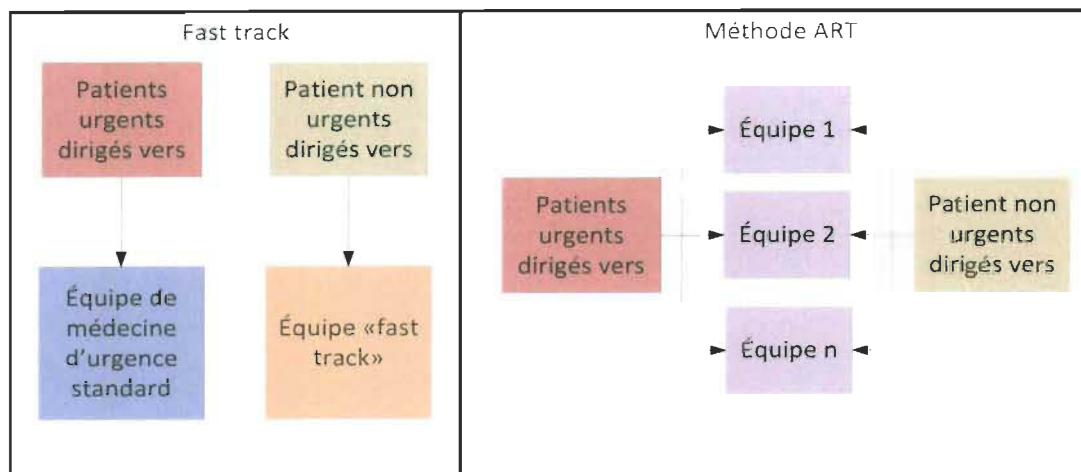 Fast track
Patients
urgents
dirigés vers
Patient non
urgents
dirigés vers
Équipe de
médecine
d'urgence
standard
Équipe «fast
track»
Méthode ART
Patients
urgents
dirigés vers
Équipe 1
Équipe 2
Équipe n
Patient non
urgents
dirigés vers